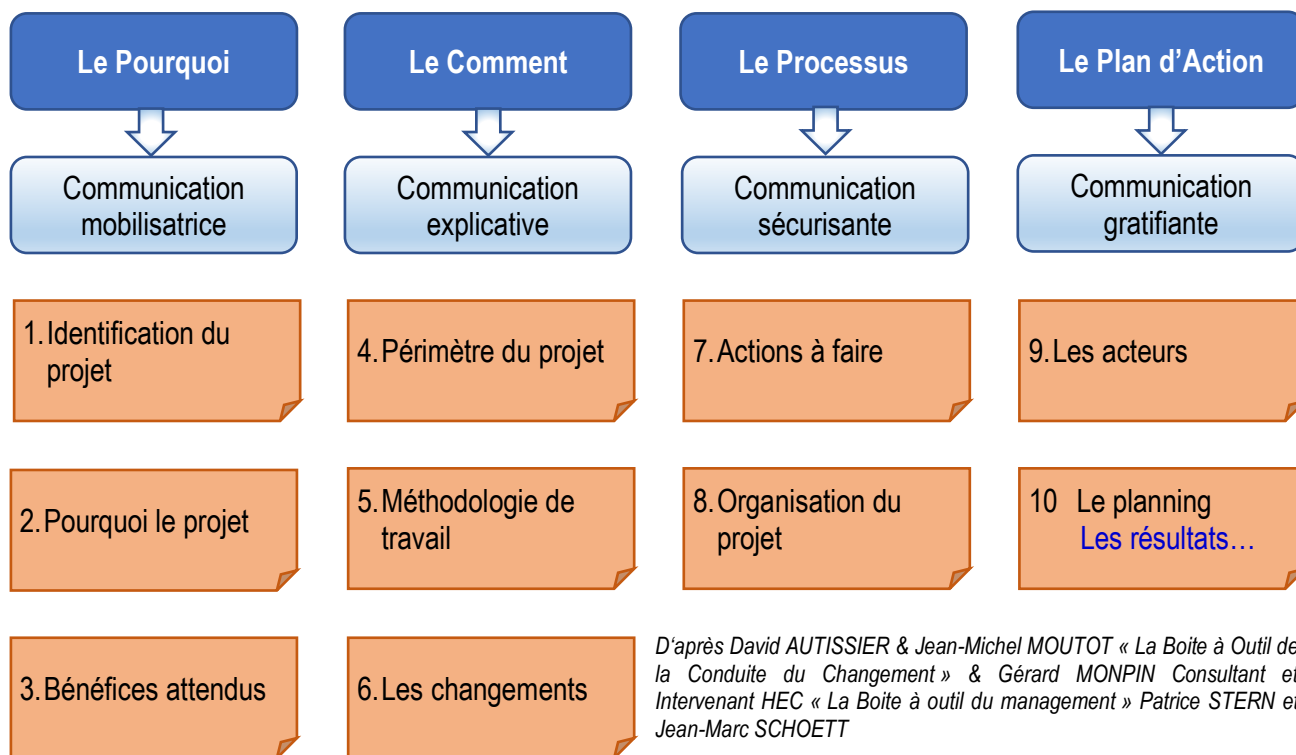 Le Pourquoi
Le Comment
Le Processus
Le Plan d'Action
Communication
mobilisatrice
Communication
explicative
Communication
sécurisante
Communication
gratifiante
1. Identification du
projet
4. Périmètre du projet
7. Actions à faire
9. Les acteurs
2. Pourquoi le projet
5. Méthodologie de
travail
8. Organisation du
projet
10 Le planning
Les résultats…
3. Bénéfices attendus
6. Les changements
D'après David AUTISSIER & Jean-Michel MOUTOT « La Boite à Outil de
la Conduite du Changement » & Gérard MONPIN Consultant et
Intervenant HEC « La Boite à outil du management » Patrice STERN et
Jean-Marc SCHOETT